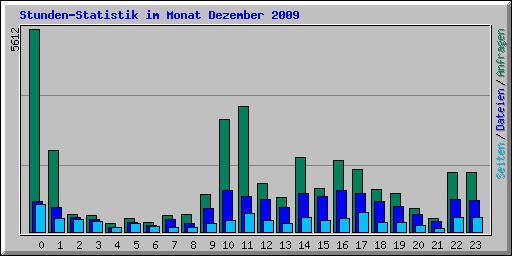 Stunden-Statistik im Monat Dezember 2009
5612
Seiten / Dateien / Anfragen
0 1 2 3 4 5 6 7 8 9 10 11 12 13 14 15 16 17 18 19 20 21 22 23